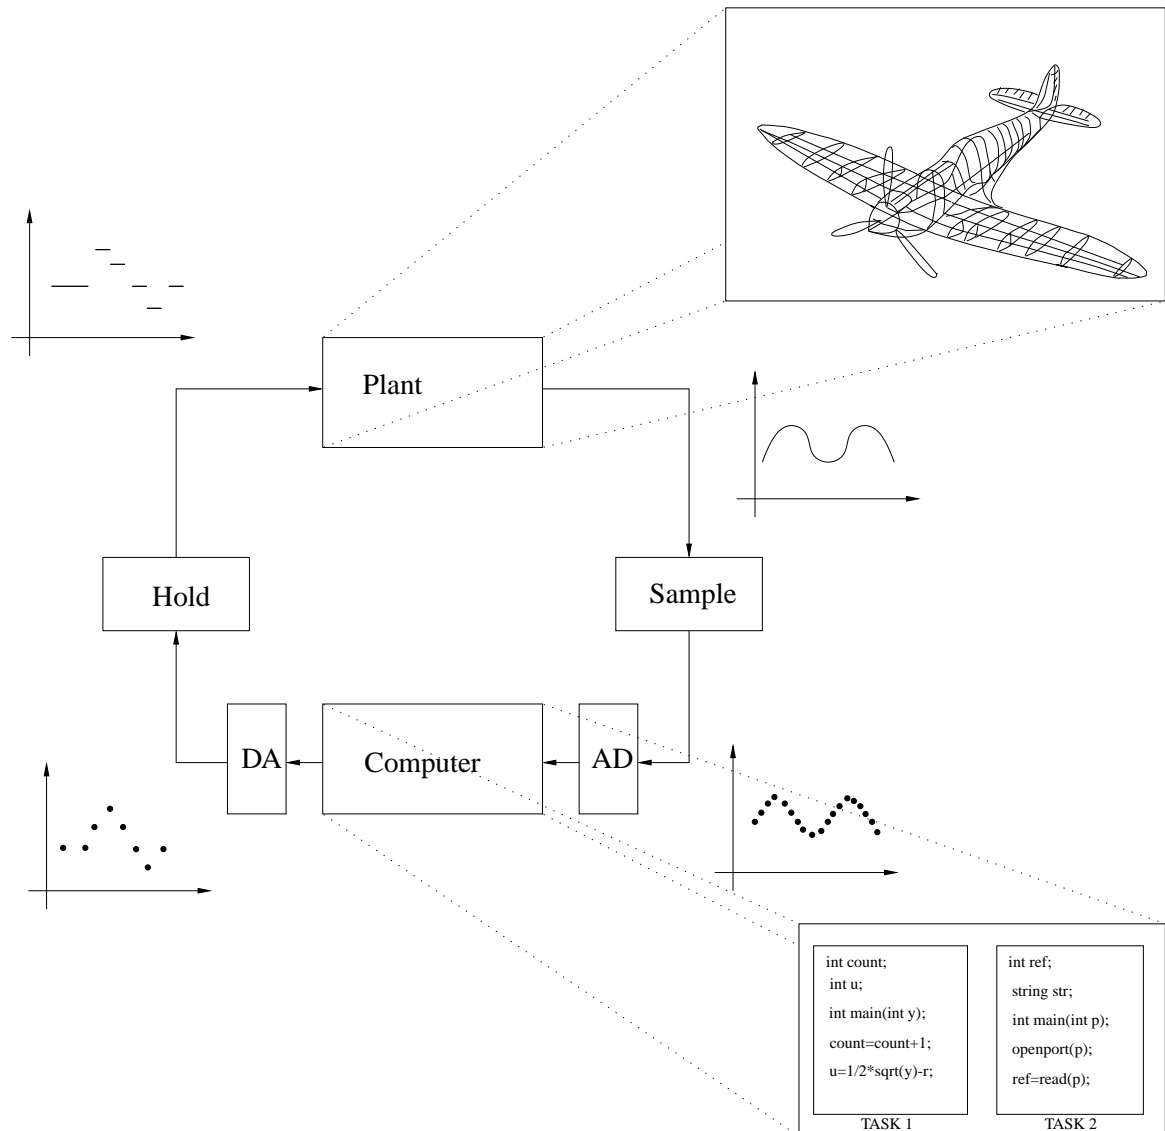 Plant
Hold
Sample
DA
Computer
AD
int count;
int u;
int main(int y);
count=count+1;
u=1/2*sqrt(y)-r;
TASK 1
int ref;
string str;
int main(int p);
openport(p);
ref=read(p);
TASK 2